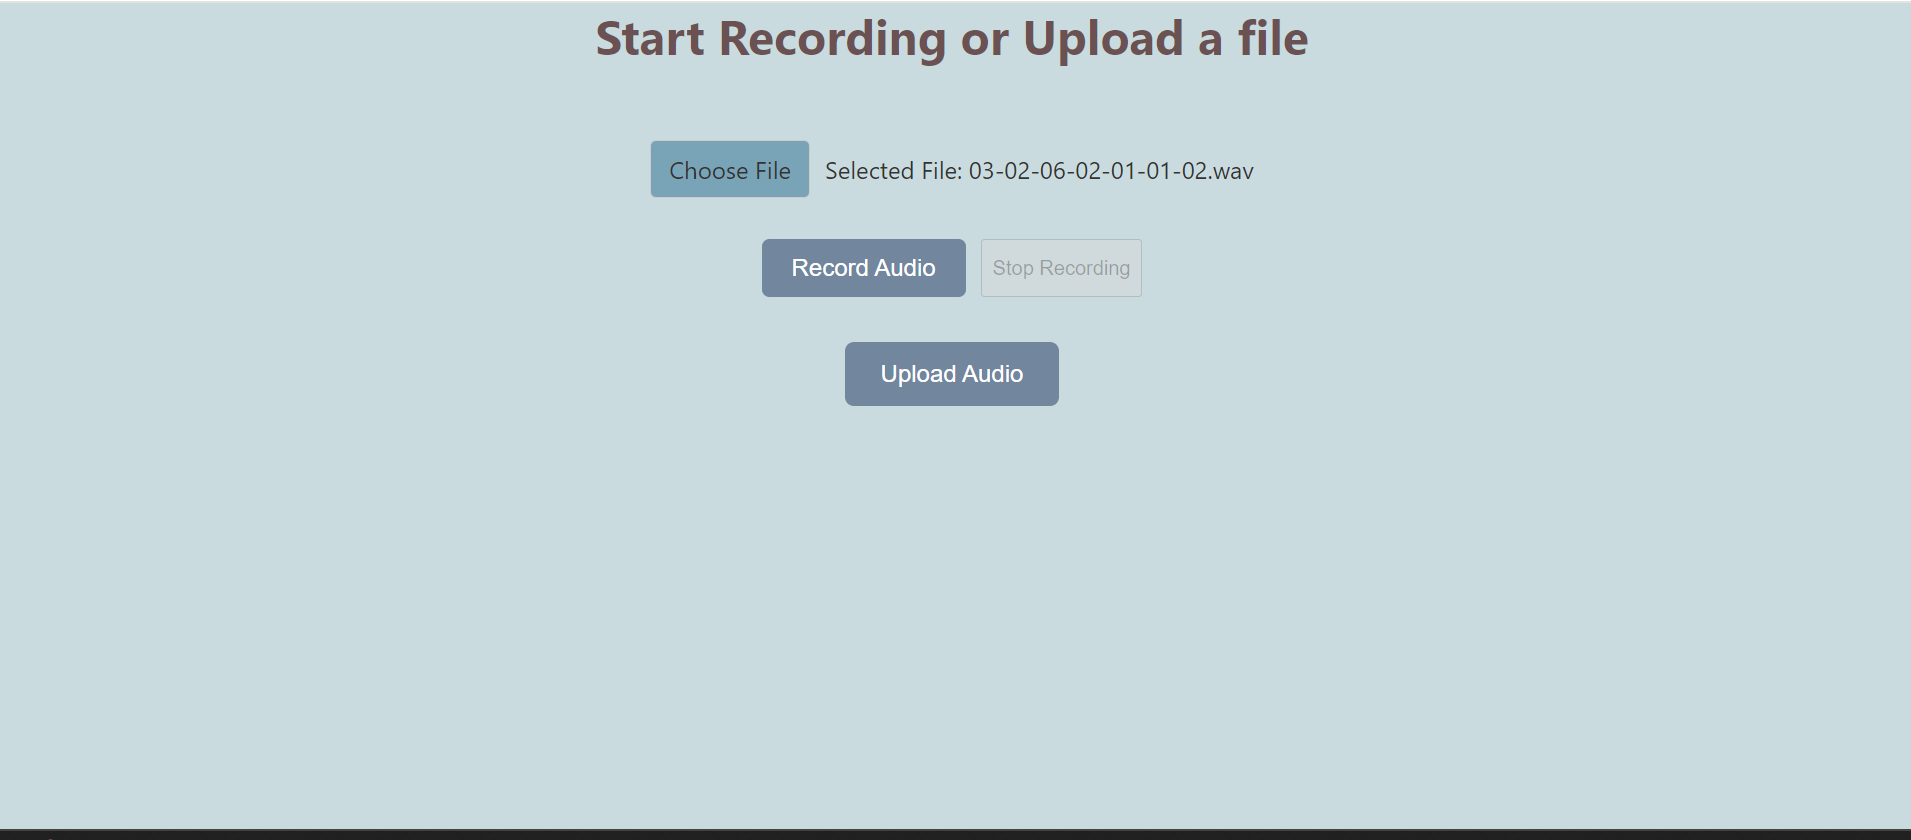 Start Recording or Upload a file
Choose File Selected File: 03-02-06-02-01-01-02.wav
Record Audio Stop Recording
Upload Audio